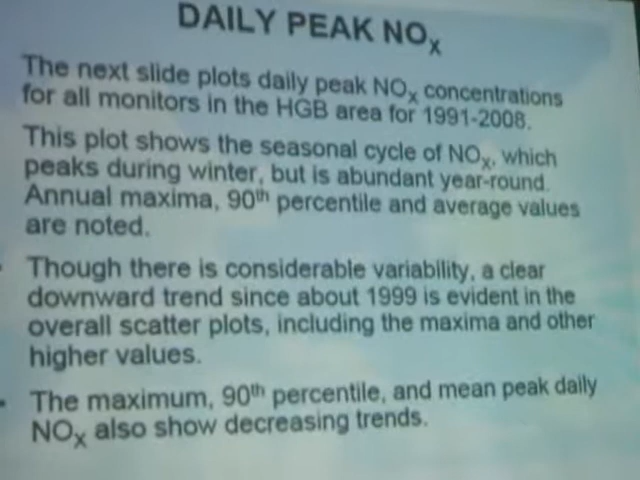 DAILY PEAK NOX
The next slide plots daily peak NOX concentrations
for all monitors in the HGB area for 1991-2008.
This plot shows the seasonal cycle of NOX, which
peaks during winter, but is abundant year-round.
Annual maxima, 90th percentile and average values
are noted.
Though there is considerable variability, a clear
downward trend since about 1999 is evident in the
overall scatter plots, including the maxima and other
higher values.
The maximum, 90th percentile, and mean peak daily
NOX also show decreasing trends.